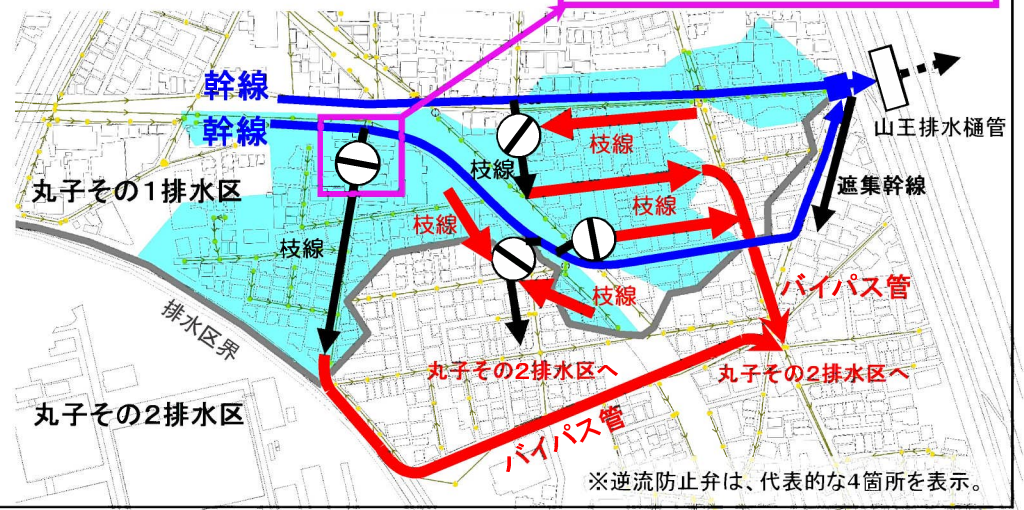 幹線
幹線
山王排水樋管
枝線
枝線
丸子その1排水区
遮集幹線
枝線
枝線
枝線
バイパス管
枝線
排水区界
丸子その2排水区へ
丸子その2排水区へ
丸子その2排水区
バイパス管
※逆流防止弁は、代表的な4箇所を表示。